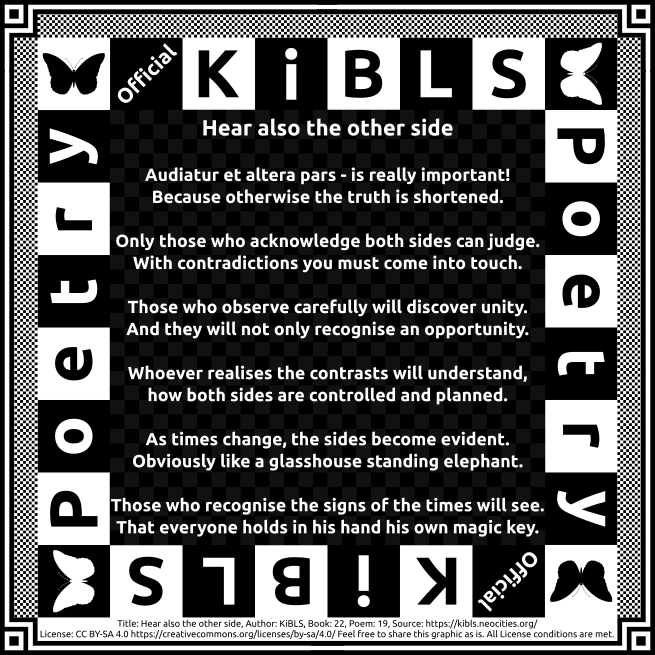 Official KiBLS
Poetry
Poetry
Hear also the other side
Audiatur et altera pars - is really important!
Because otherwise the truth is shortened.
Only those who acknowledge both sides can judge.
With contradictions you must come into touch.
Those who observe carefully will discover unity.
And they will not only recognise an opportunity.
Whoever realises the contrasts will understand,
how both sides are controlled and planned.
As times change, the sides become evident.
Obviously like a glasshouse standing elephant.
Those who recognise the signs of the times will see.
That everyone holds in his hand his own magic key.
Official KiBLS
Title: Hear also the other side, Author: KiBLS, Book: 22, Poem: 19, Source: https://kibls.neocities.org/
License: CC BY-SA 4.0 https://creativecommons.org/licenses/by-sa/4.0/ Feel free to share this graphic as is. All License conditions are met.